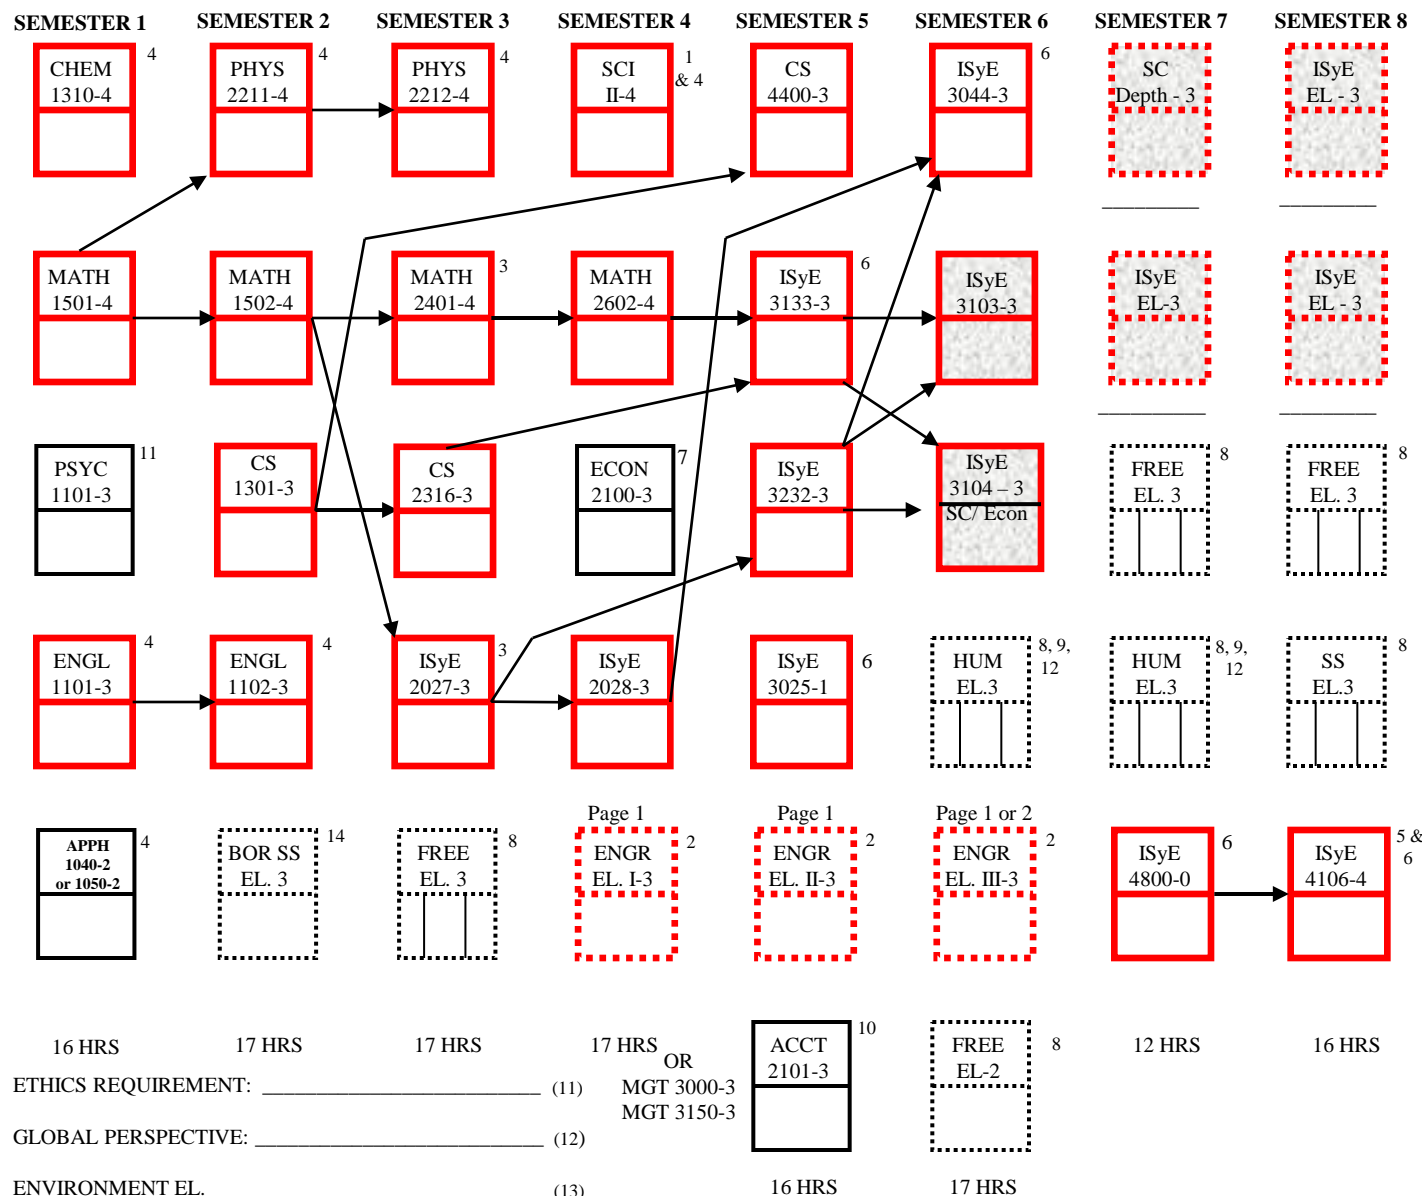 SEMESTER 1 SEMESTER 2 SEMESTER 3 SEMESTER 4 SEMESTER 5 SEMESTER 6 SEMESTER 7 SEMESTER 8
CHEM 4 PHYS 4 PHYS 4 SCI 1 CS ISyE 6 SC ISyE
1310-4 2211-4 2212-4 II-4 & 4 4400-3 3044-3 Depth - 3 EL - 3
__________ __________
MATH MATH MATH 3 MATH ISyE 6 ISyE ISyE ISyE
1501-4 1502-4 2401-4 2602-4 3133-3 3103-3 EL-3 EL - 3
___________ __________
PSYC 11 CS CS ECON 7 ISyE ISyE FREE 8 FREE 8
1101-3 1301-3 2316-3 2100-3 3232-3 3104 – 3 EL. 3 EL. 3
SC/ Econ
ENGL 4 ENGL 4 ISyE 3 ISyE ISyE 6 HUM 8, 9, HUM 8, 9, SS 8
1101-3 1102-3 2027-3 2028-3 3025-1 EL.3 12 EL.3 12 EL.3
Page 1 Page 1 Page 1 or 2
APPH 4 BOR SS 14 FREE 8 ENGR 2 ENGR 2 ENGR 2 ISyE 6 ISyE 5 &
1040-2 EL. 3 EL. 3 EL. I-3 EL. II-3 EL. III-3 4800-0 4106-4 6
or 1050-2
16 HRS 17 HRS 17 HRS 17 HRS ACCT 10 FREE 8 12 HRS 16 HRS
OR 2101-3 EL-2
ETHICS REQUIREMENT: ____________________________ (11) MGT 3000-3
MGT 3150-3
GLOBAL PERSPECTIVE: _____________________________ (12)
ENVIRONMENT EL. (13) 16 HRS 17 HRS